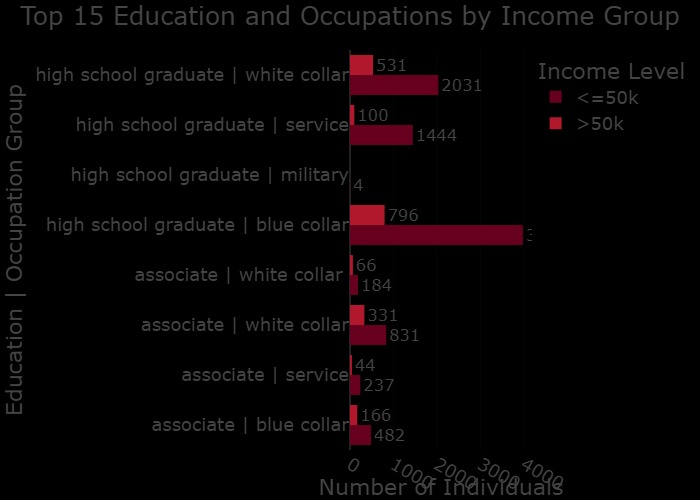 Top 15 Education and Occupations by Income Group
Income Level
<=50k
>50k
Education | Occupation Group
high school graduate | white collar
531
2031
high school graduate | service
100
1444
high school graduate | military
4
high school graduate | blue collar
796
associate | white collar
66
184
associate | white collar
331
831
associate | service
44
237
associate | blue collar
166
482
0
1000
2000
3000
4000
Number of Individuals